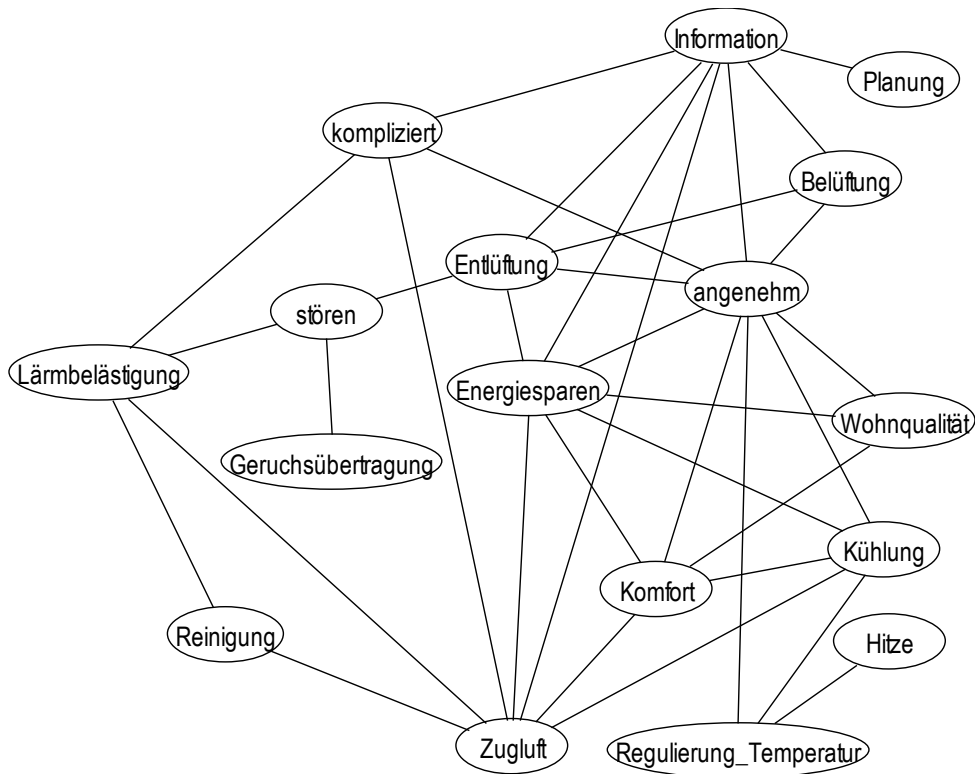 Information
Planung
kompliziert
Belüftung
Entlüftung
angenehm
stören
Lärmbelästigung
Energiesparen
Wohnqualität
Geruchsübertragung
Kühlung
Komfort
Reinigung
Hitze
Zugluft
Regulierung_Temperatur